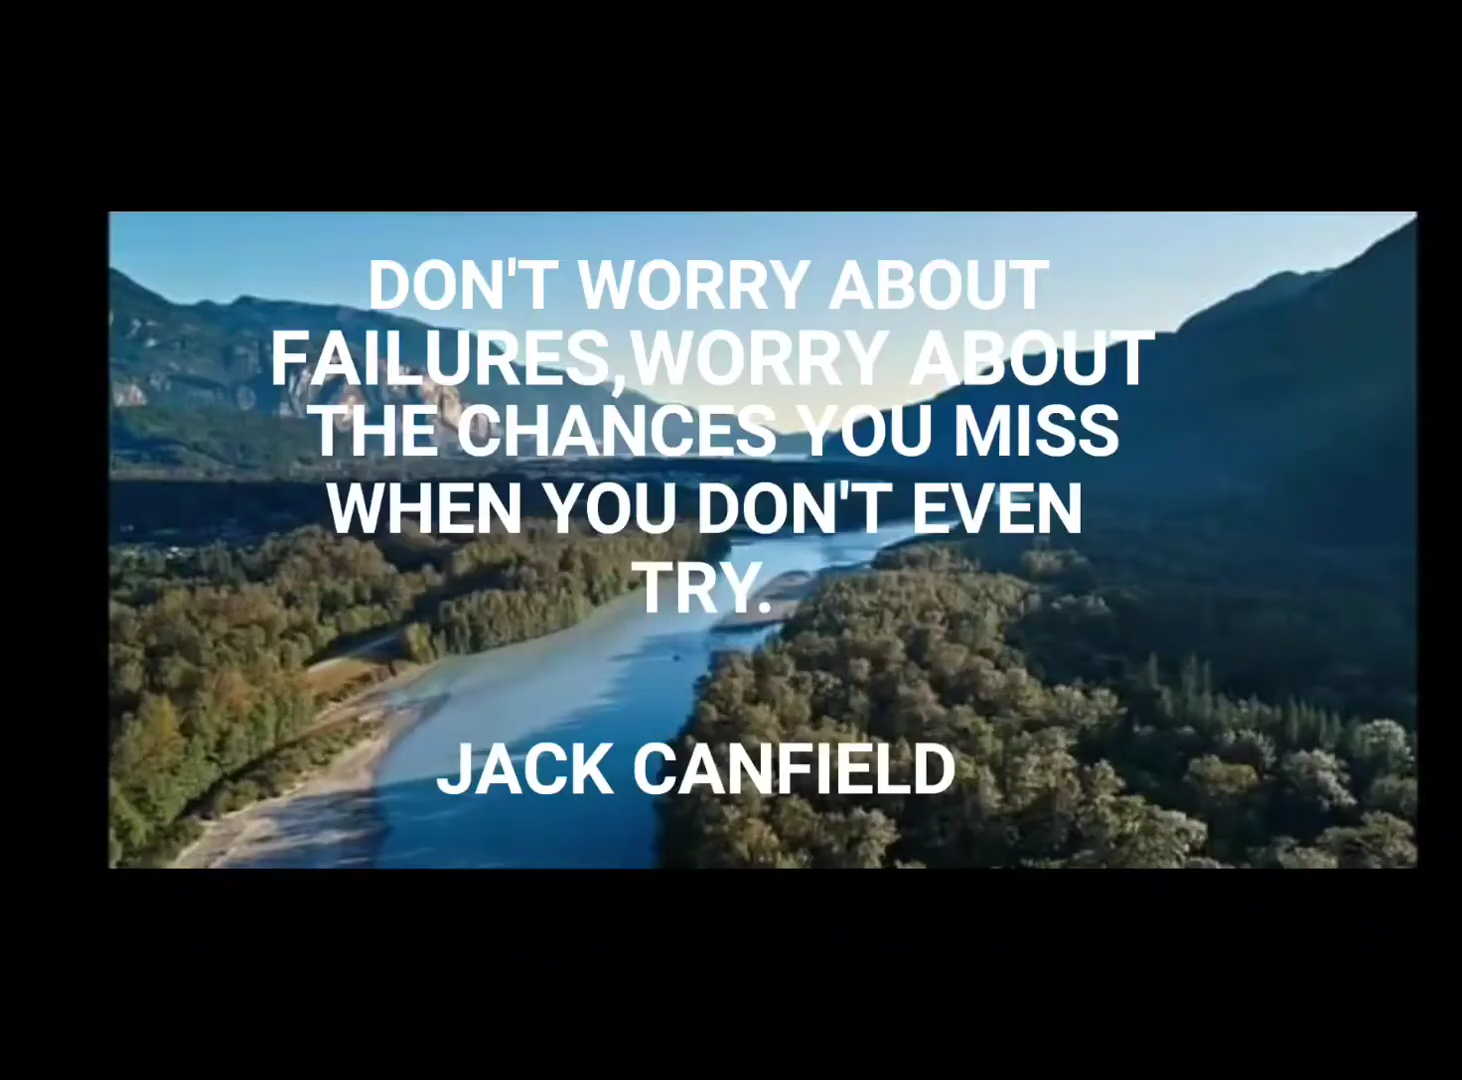 DON'T WORRY ABOUT
FAILURES,WORRY ABOUT
THE CHANCES YOU MISS
WHEN YOU DON'T EVEN
TRY.
JACK CANFIELD